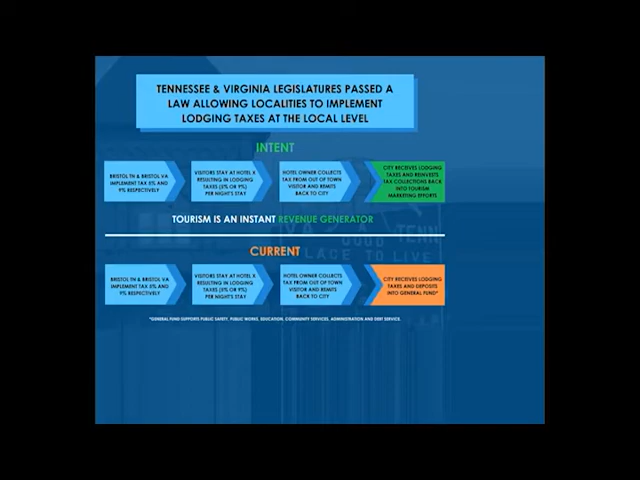 TENNESSEE & VIRGINIA LEGISLATURES PASSED A
LAW ALLOWING LOCALITIES TO IMPLEMENT
LODGING TAXES AT THE LOCAL LEVEL
INTENT
BRISTOL TN & BRISTOL VA
IMPLEMENT TAX 5% AND
9% RESPECTIVELY
VISITORS STAY AT HOTEL X
RESULTING IN LODGING
TAXES (5% OR 9%)
PER NIGHT'S STAY
HOTEL OWNER COLLECTS
TAX FROM OUT OF TOWN
VISITOR AND REMITS
BACK TO CITY
CITY RECEIVES LODGING
TAXES AND REINVESTS
TAX COLLECTIONS BACK
INTO TOURISM
MARKETING EFFORTS
TOURISM IS AN INSTANT REVENUE GENERATOR
VA GOOD TENN
PLACE TO LIVE
CURRENT
BRISTOL TN & BRISTOL VA
IMPLEMENT TAX 5% AND
9% RESPECTIVELY
VISITORS STAY AT HOTEL X
RESULTING IN LODGING
TAXES (5% OR 9%)
PER NIGHT'S STAY
HOTEL OWNER COLLECTS
TAX FROM OUT OF TOWN
VISITOR AND REMITS
BACK TO CITY
CITY RECEIVES LODGING
TAXES AND DEPOSITS
INTO GENERAL FUND*
*GENERAL FUND SUPPORTS PUBLIC SAFETY, PUBLIC WORKS, EDUCATION, COMMUNITY SERVICES, ADMINISTRATION AND DEBT SERVICE.